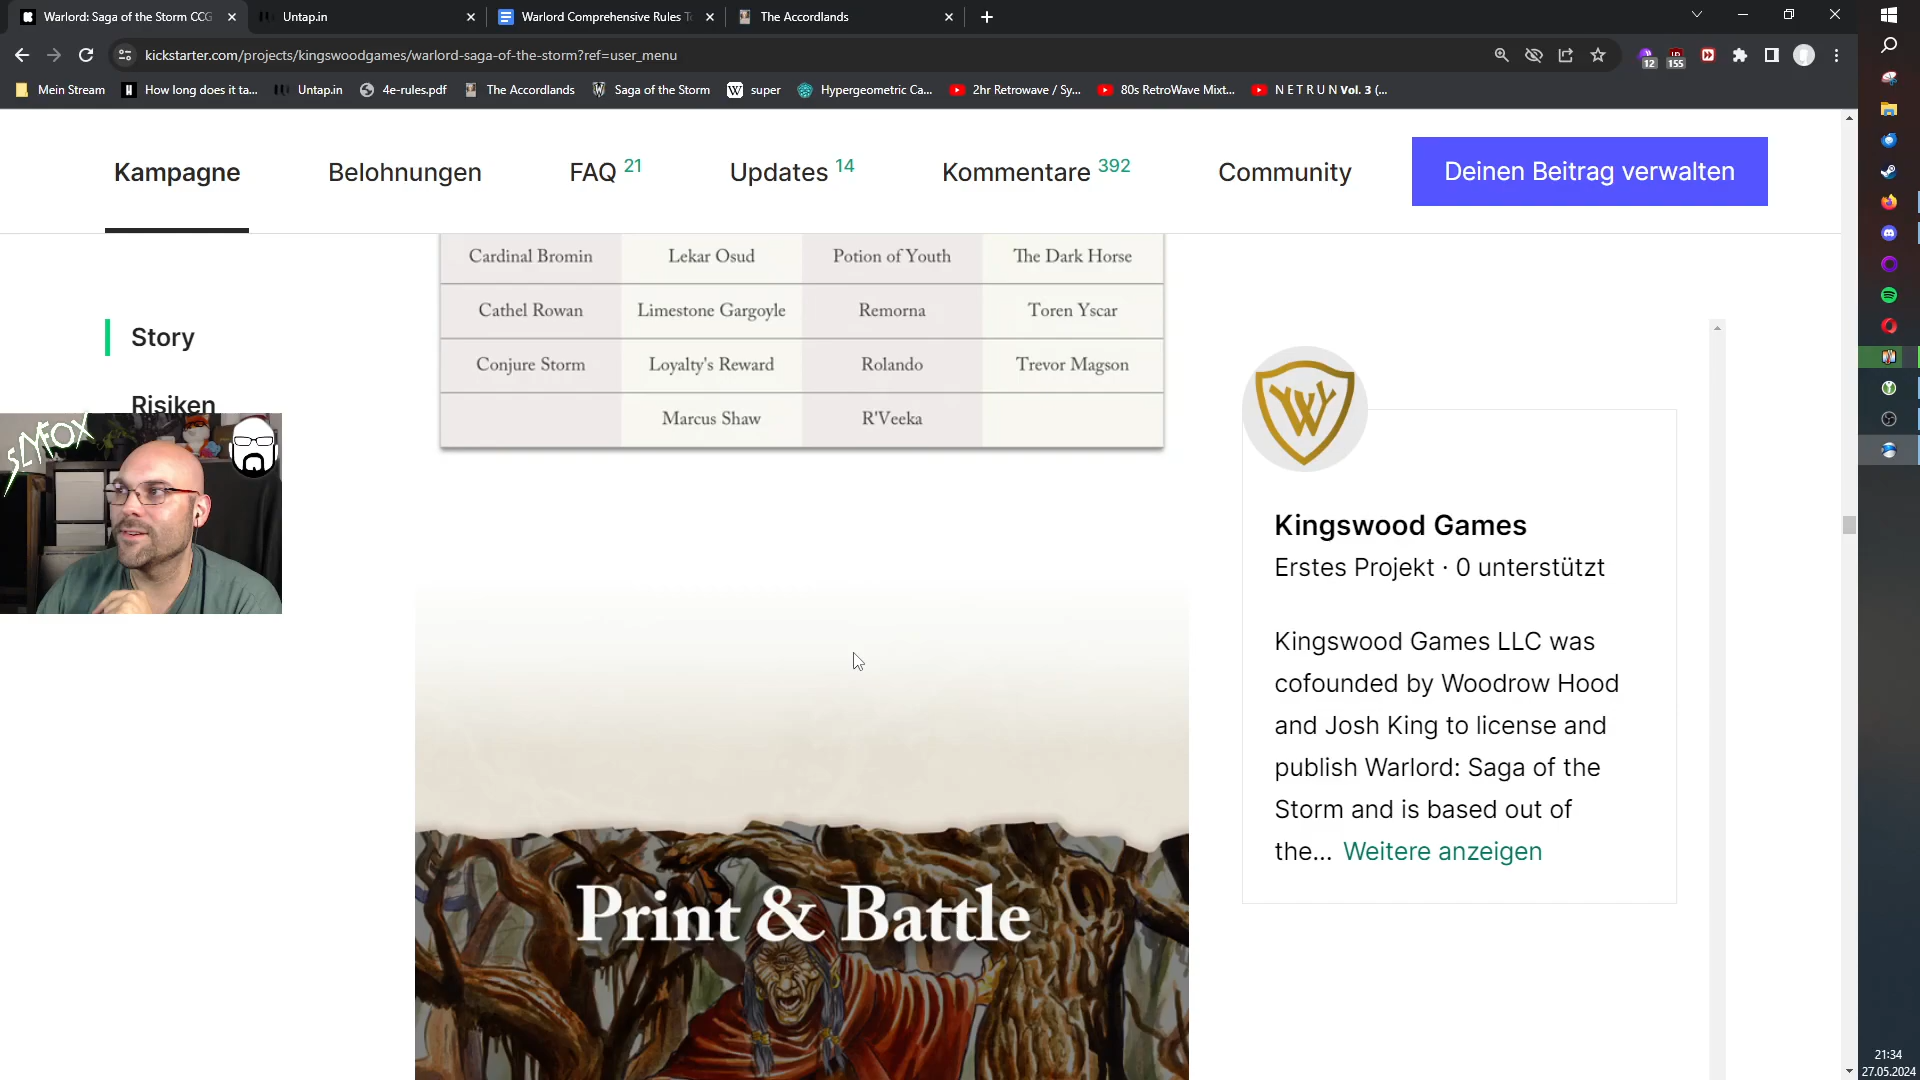 Warlord: Saga of the Storm CCG
Untap.in
Warlord Comprehensive Rules To
The Accordlands
kickstarter.com/projects/kingswoodgames/warlord-saga-of-the-storm?ref=user_menu
12
155
Mein Stream
How long does it ta...
Untap.in
4e-rules.pdf
The Accordlands
Saga of the Storm
super
Hypergeometric Ca...
2hr Retrowave / Sy...
80s RetroWave Mixt...
N E T R U N Vol. 3 (...
Kampagne
Belohnungen
FAQ 21
Updates 14
Kommentare 392
Community
Deinen Beitrag verwalten
Story
Risiken
SLMFOX
Cardinal Bromin
Lekar Osud
Potion of Youth
The Dark Horse
Cathel Rowan
Limestone Gargoyle
Remorna
Toren Yscar
Conjure Storm
Loyalty's Reward
Rolando
Trevor Magson
Marcus Shaw
R'Veeka
Print & Battle
Kingswood Games
Erstes Projekt · 0 unterstützt
Kingswood Games LLC was
cofounded by Woodrow Hood
and Josh King to license and
publish Warlord: Saga of the
Storm and is based out of
the... Weitere anzeigen
21:34
27.05.2024